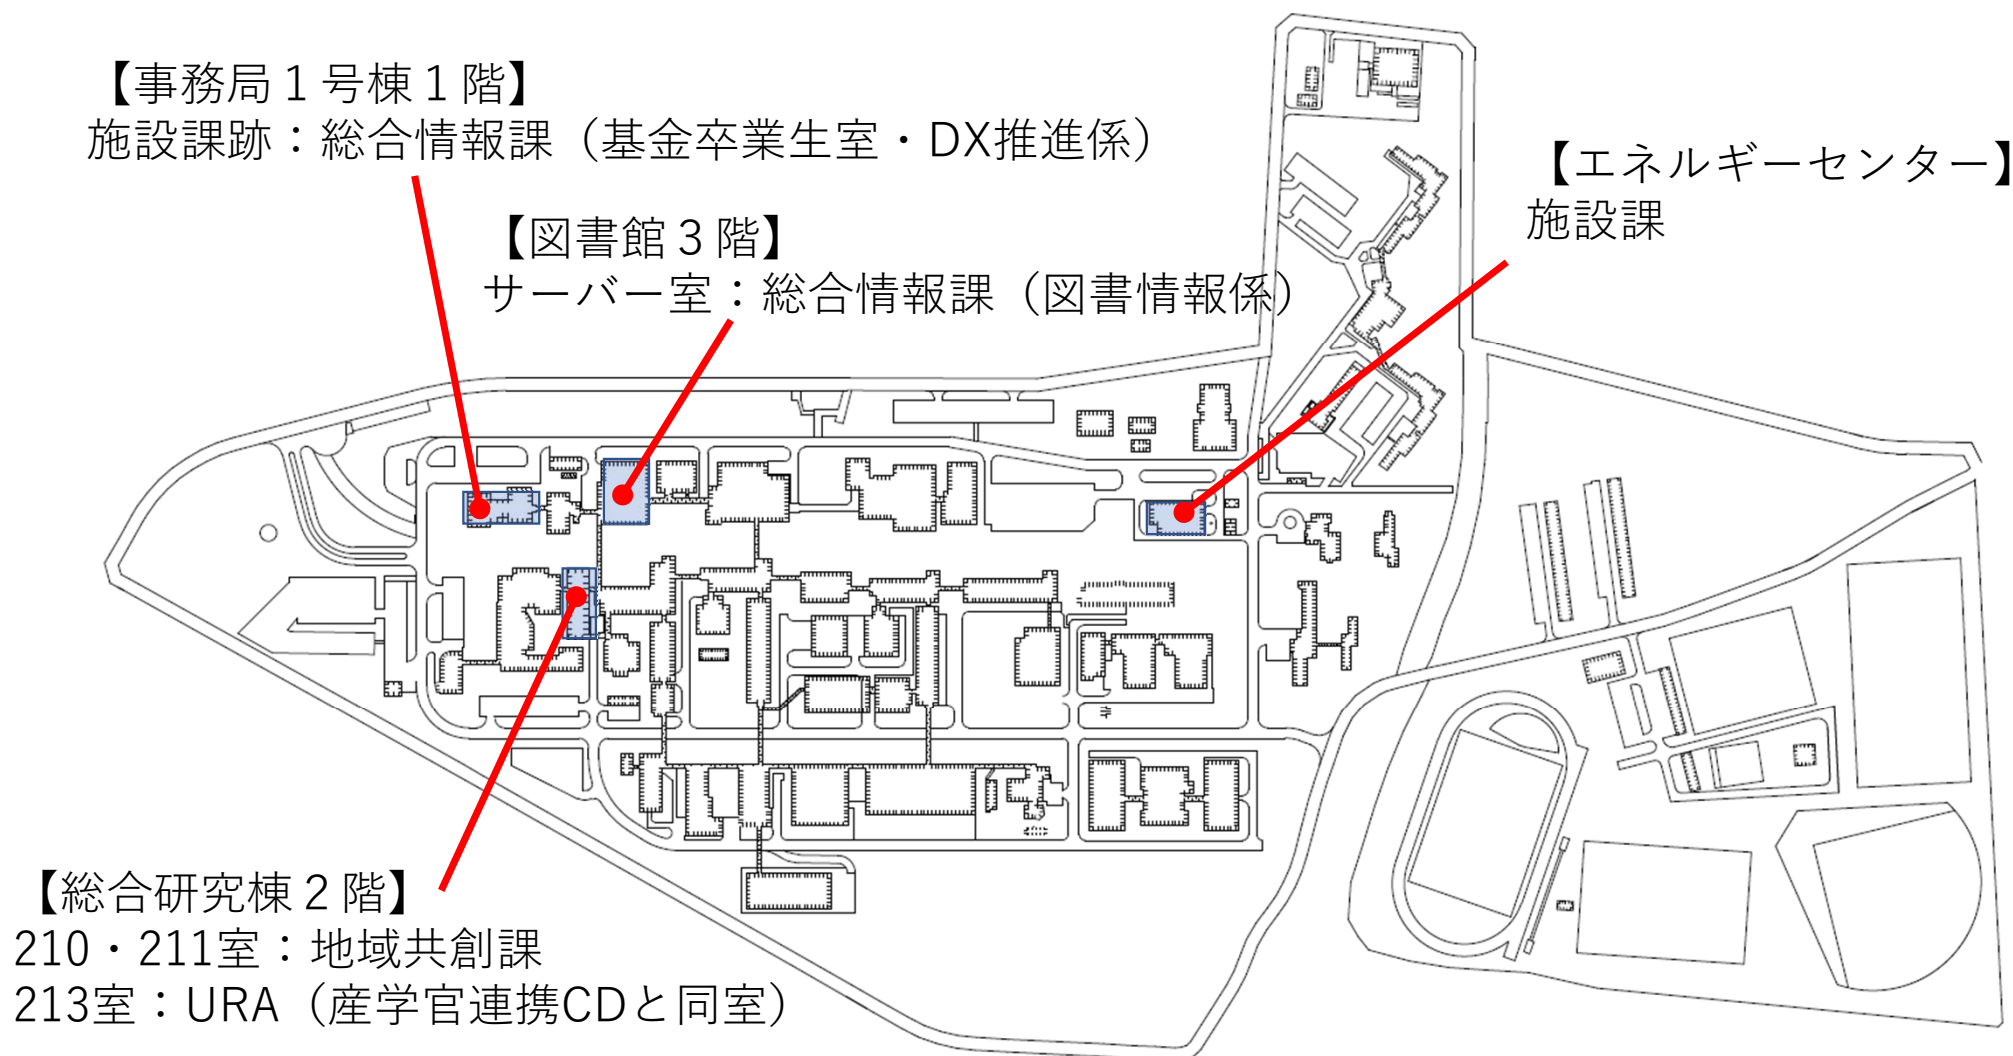 【事務局１号棟１階】
施設課跡：総合情報課（基金卒業生室・DX推進係）
【図書館３階】
サーバー室：総合情報課（図書情報係）
【エネルギーセンター】
施設課
【総合研究棟２階】
210・211室：地域共創課
213室：URA（産学官連携CDと同室）